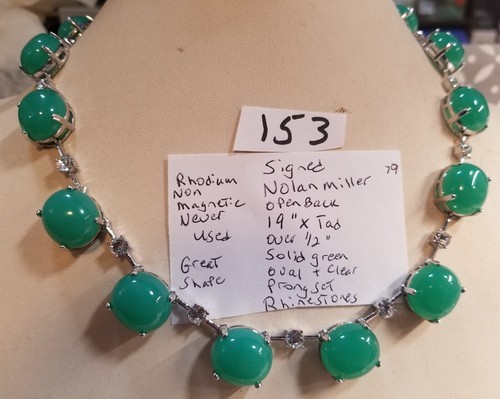 153
Signed
79
Rhodium
Nolan miller
Non
magnetic
open Back
Never
19" x Tad
used
over 1/2"
Solid green
Great
oval + clear
Shape
Prong set
Rhinestones